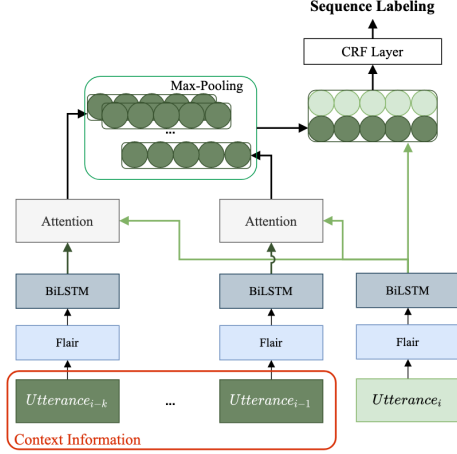 Sequence Labeling
CRF Layer
Max-Pooling
...
Attention
Attention
BiLSTM
BiLSTM
BiLSTM
Flair
Flair
Flair
Utterance_{i-k}
...
Utterance_{i-1}
Utterance_i
Context Information